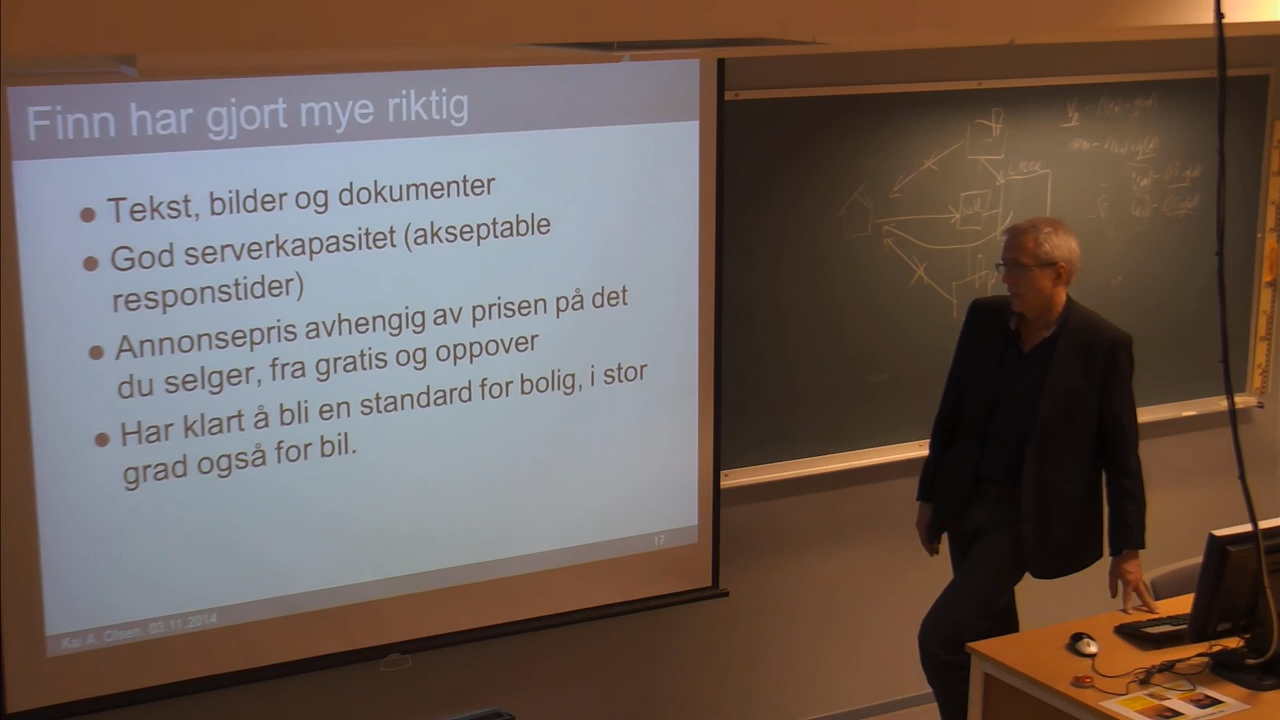 Finn har gjort mye riktig
Tekst, bilder og dokumenter
God serverkapasitet (akseptable
responstider)
Annonsepris avhengig av prisen på det
du selger, fra gratis og oppover
Har klart å bli en standard for bolig, i stor
grad også for bil.
17
Kai A. Olsen, 03.11.2014